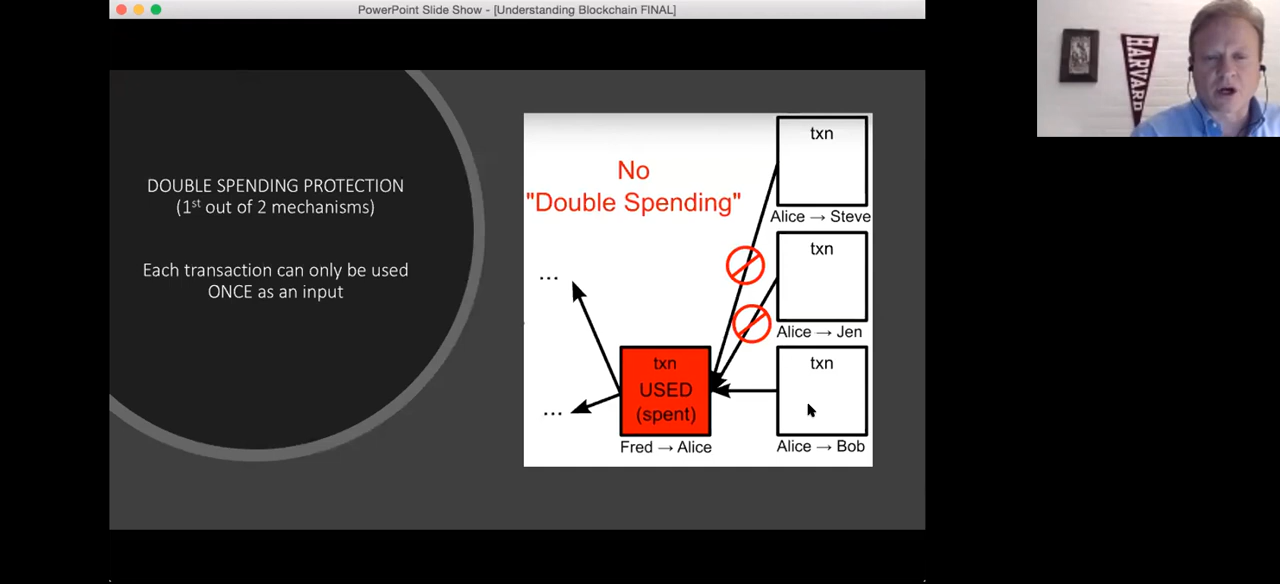 PowerPoint Slide Show - [Understanding Blockchain FINAL]
DOUBLE SPENDING PROTECTION
(1st out of 2 mechanisms)
Each transaction can only be used
ONCE as an input
No
"Double Spending"
txn
Alice → Steve
txn
Alice → Jen
txn
Alice → Bob
...
...
txn
USED
(spent)
Fred → Alice
HARVARD